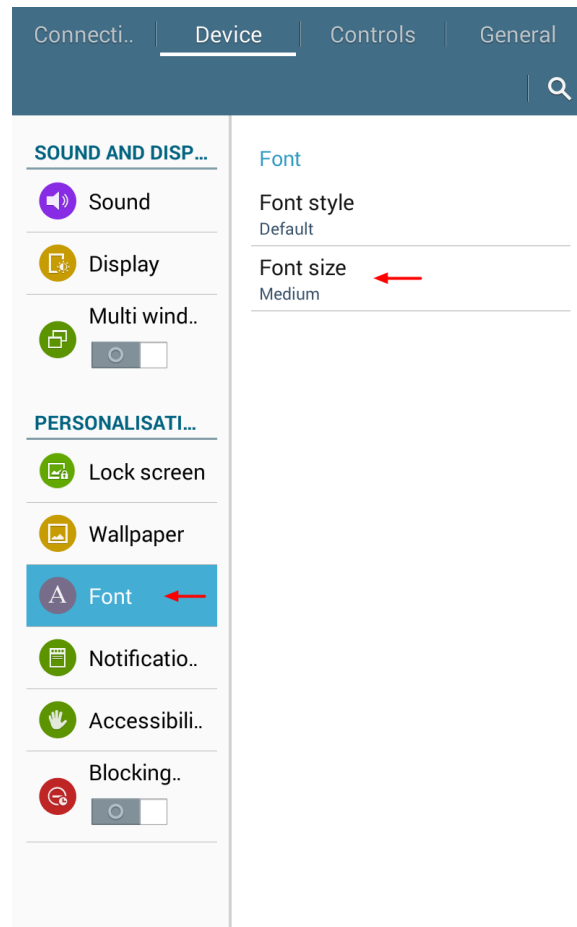 Connecti..
Device
Controls
General
SOUND AND DISP...
Sound
Display
Multi wind..
PERSONALISATI...
Lock screen
Wallpaper
A Font
Notificatio..
Accessibili..
Blocking..
Font
Font style
Default
Font size
Medium